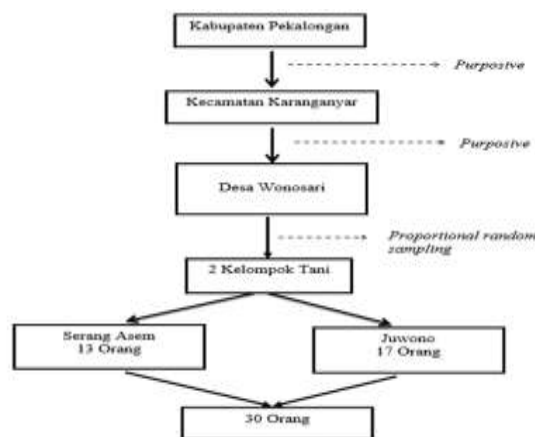 Kabupaten Pekalongan
Purposive
Kecamatan Karanganyar
Purposive
Desa Wonosari
Proportional random
sampling
2 Kelompok Tani
Serang Asem
13 Orang
Juwono
17 Orang
30 Orang